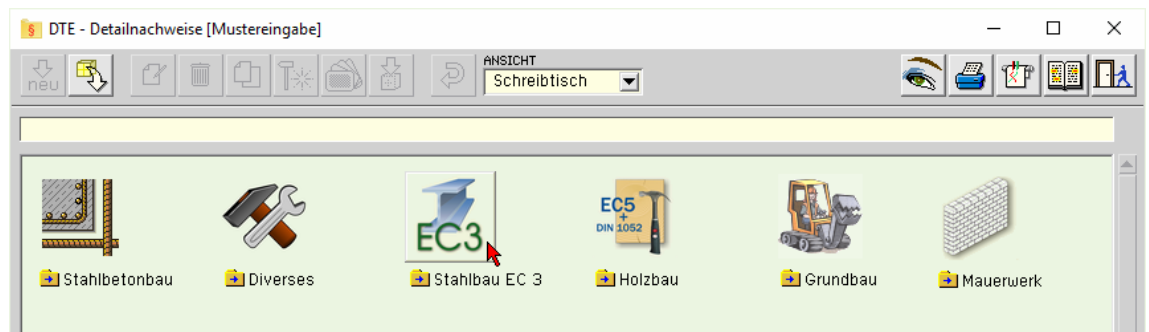 § DTE - Detailnachweise [Mustereingabe]
ANSICHT
neu Schreibtisch
EC3
EC5
+
DIN 1052
Stahlbetonbau Diverses Stahlbau EC 3 Holzbau Grundbau Mauerwerk